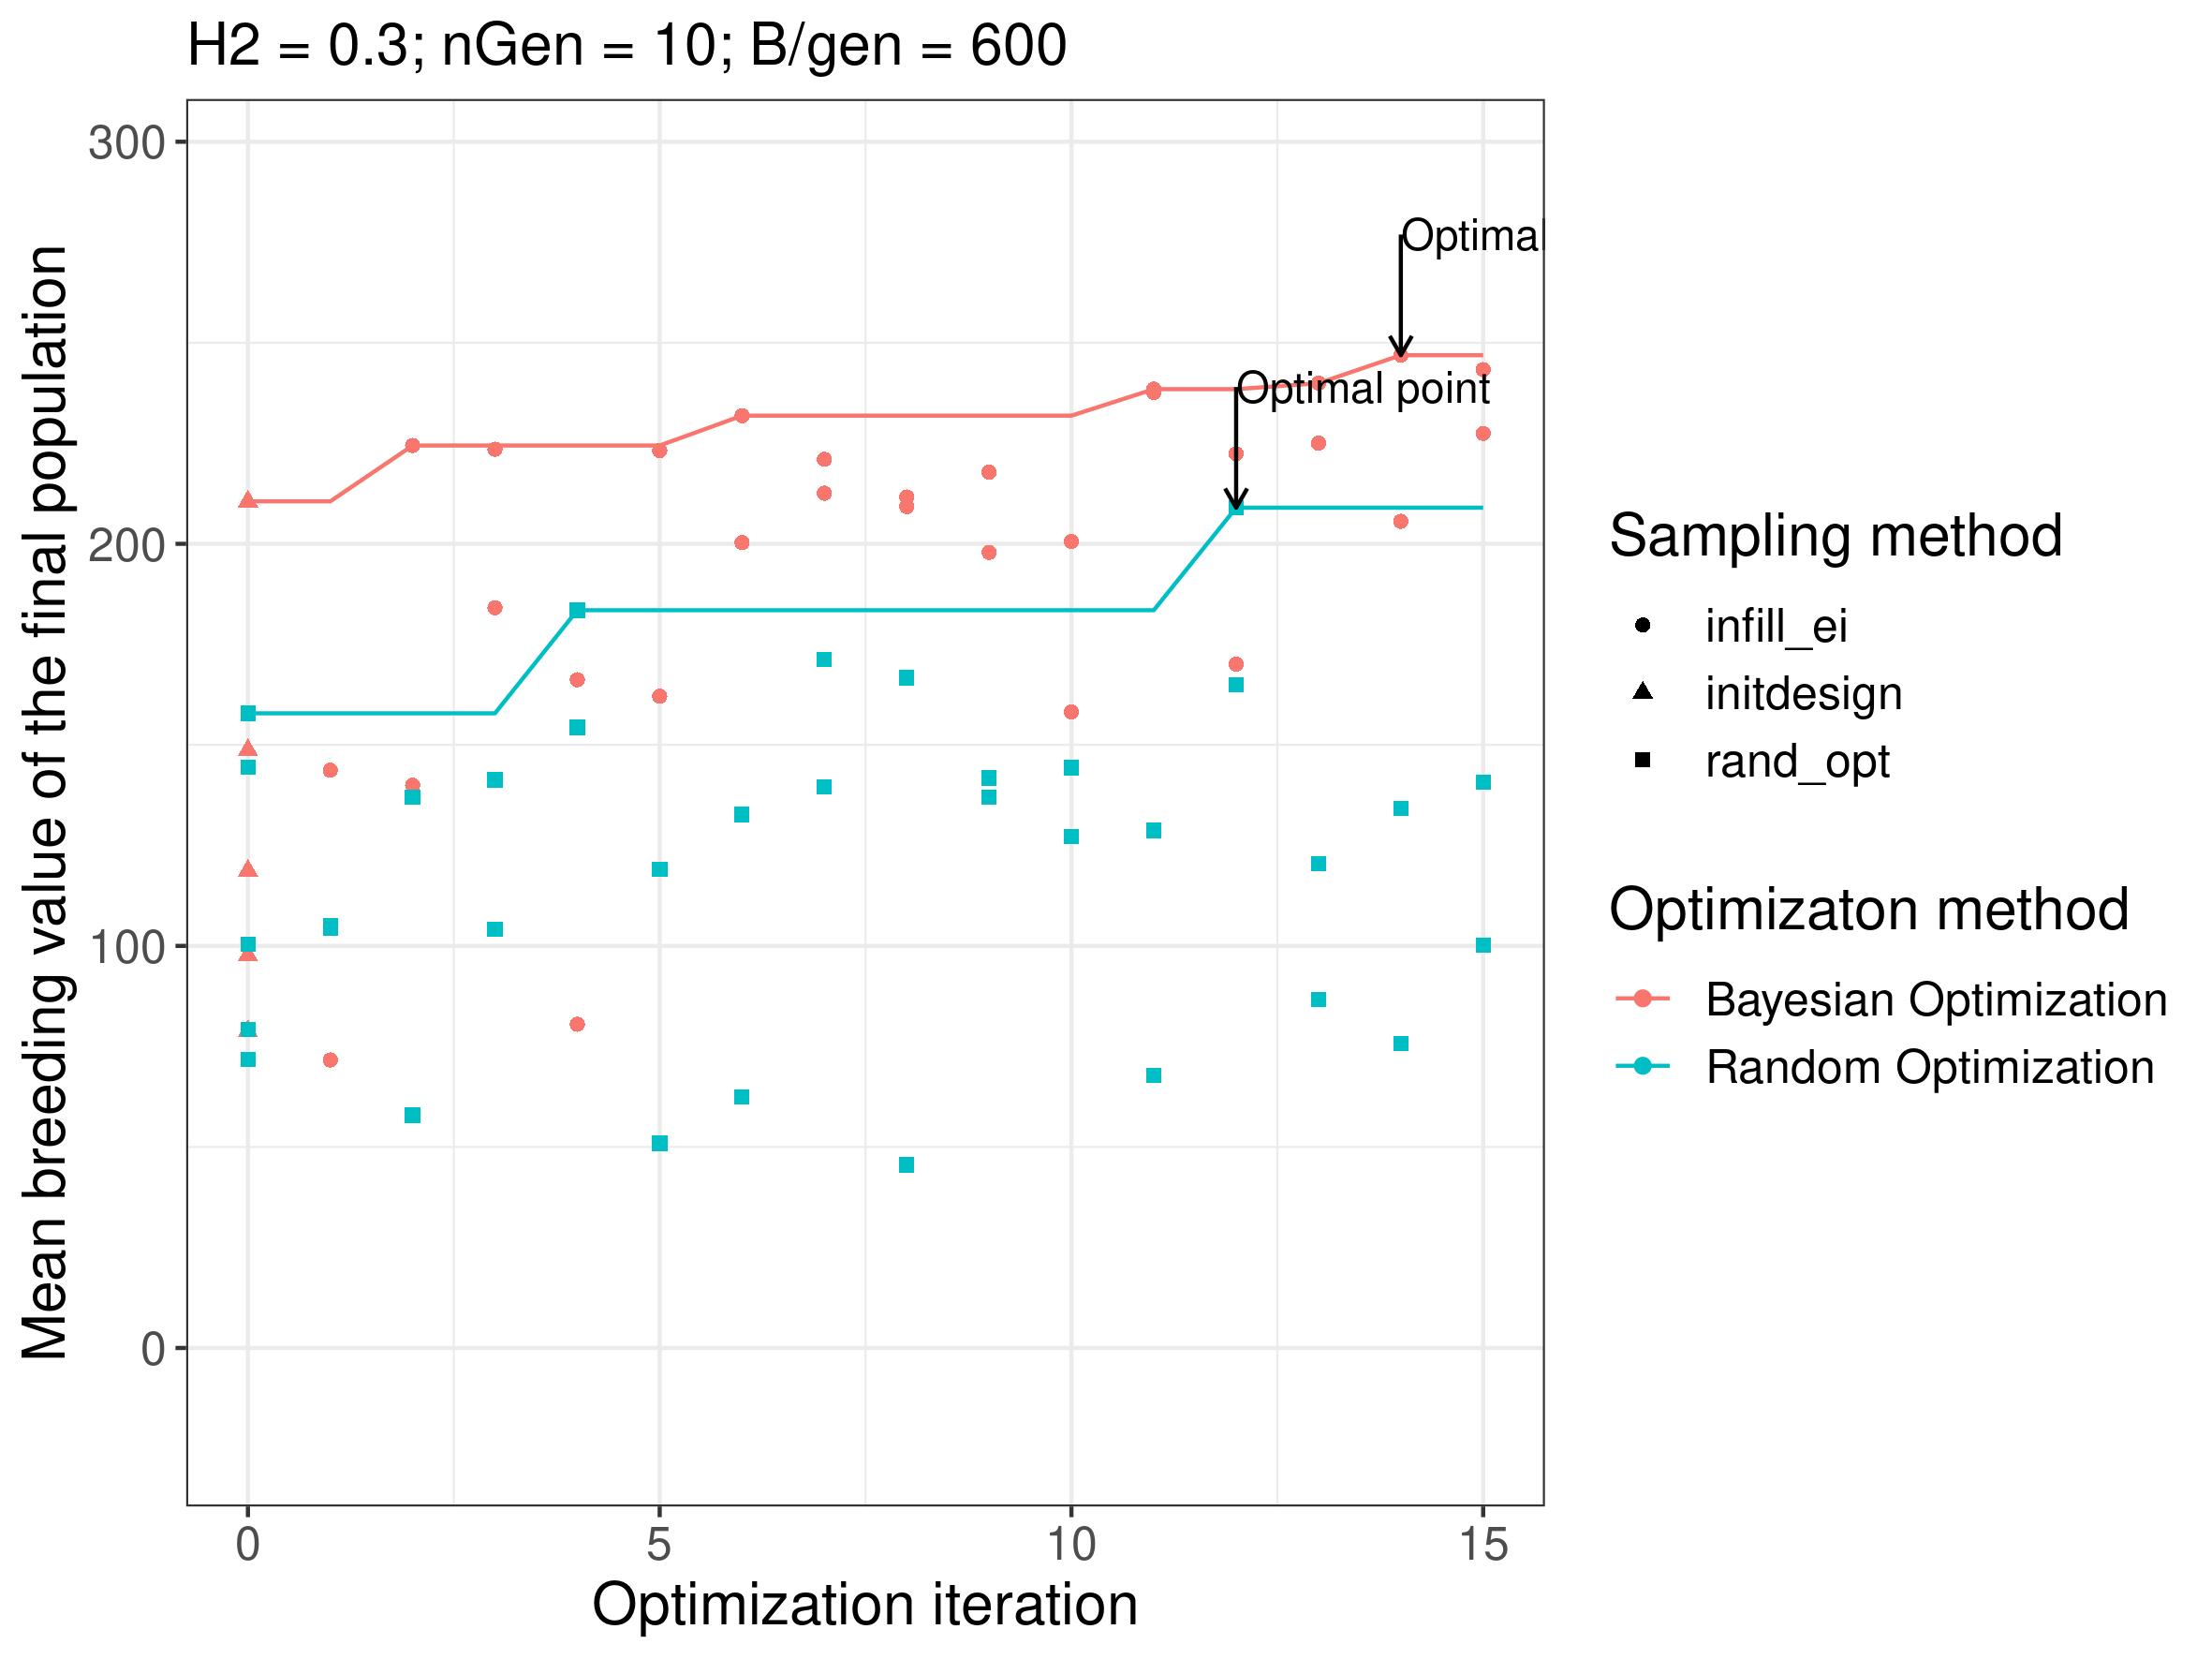 H2 = 0.3; nGen = 10; B/gen = 600
Mean breeding value of the final population
300
200
100
0
Optimal
Optimal point
0
5
10
15
Optimization iteration
Sampling method
infill_ei
initdesign
rand_opt
Optimizaton method
Bayesian Optimization
Random Optimization